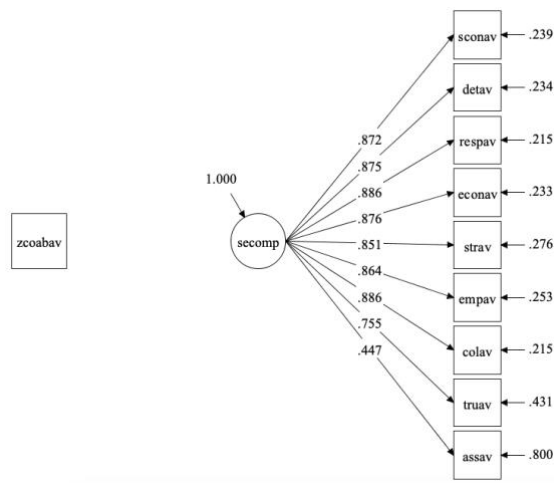 sconav
.239
detav
.234
.872
respav
.215
.875
1.000
.886
econav
.233
.876
zcoabav
secomp
.851
strav
.276
.864
empav
.253
.886
.755
colav
.215
.447
truav
.431
assav
.800